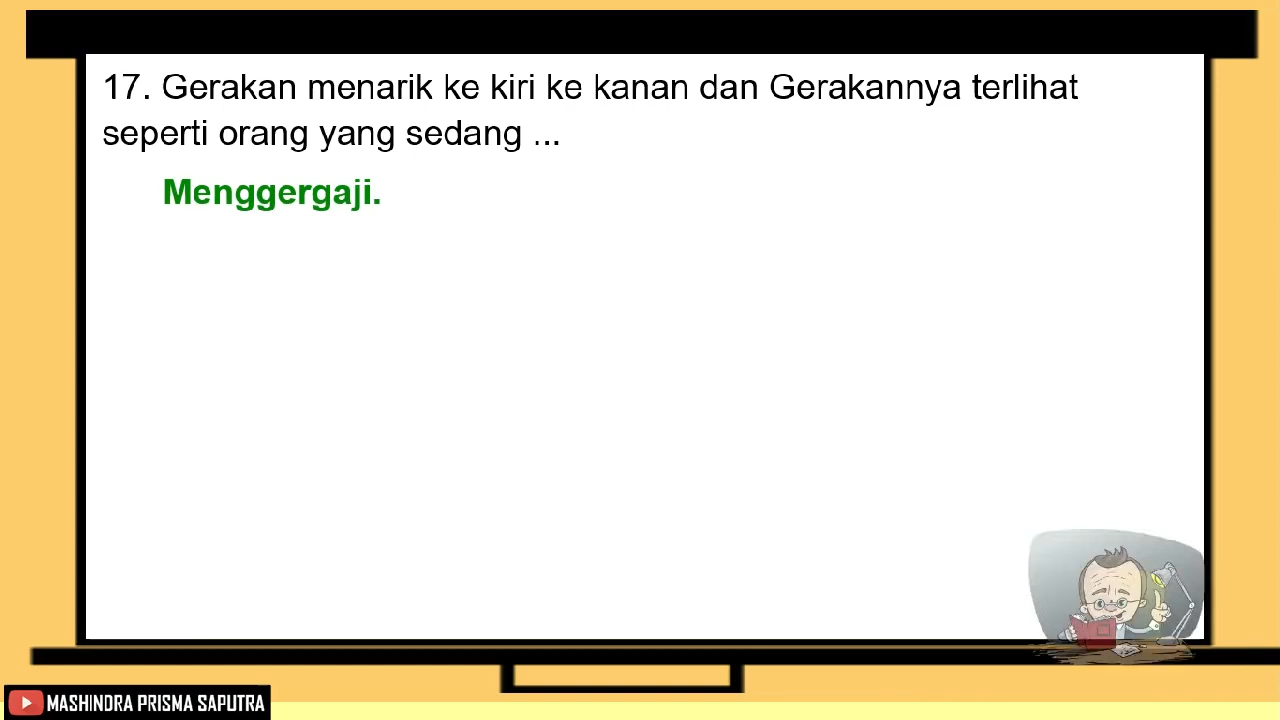 17. Gerakan menarik ke kiri ke kanan dan Gerakannya terlihat
seperti orang yang sedang ...
Menggergaji.
MASHINDRA PRISMA SAPUTRA